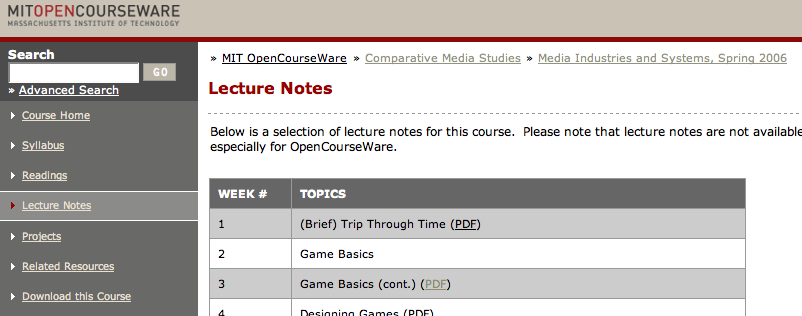 MITOPENCOURSEWARE
MASSACHUSETTS INSTITUTE OF TECHNOLOGY
Search
GO
» Advanced Search
Course Home
Syllabus
Readings
Lecture Notes
Projects
Related Resources
Download this Course
» MIT OpenCourseWare » Comparative Media Studies » Media Industries and Systems, Spring 2006
Lecture Notes
Below is a selection of lecture notes for this course. Please note that lecture notes are not available
especially for OpenCourseWare.
WEEK # TOPICS
1 (Brief) Trip Through Time (PDF)
2 Game Basics
3 Game Basics (cont.) (PDF)
4 Designing Games (PDF)